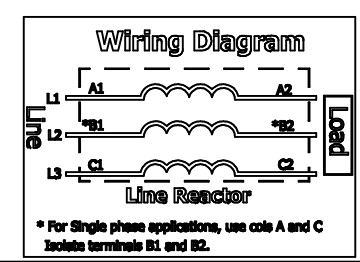 Wiring Diagram
L1 A1 A2
L2 *B1 *B2
L3 C1 C2
Line
Load
Line Reactor
* For Single phase applications, use cols A and C
Isolate terminals B1 and B2.